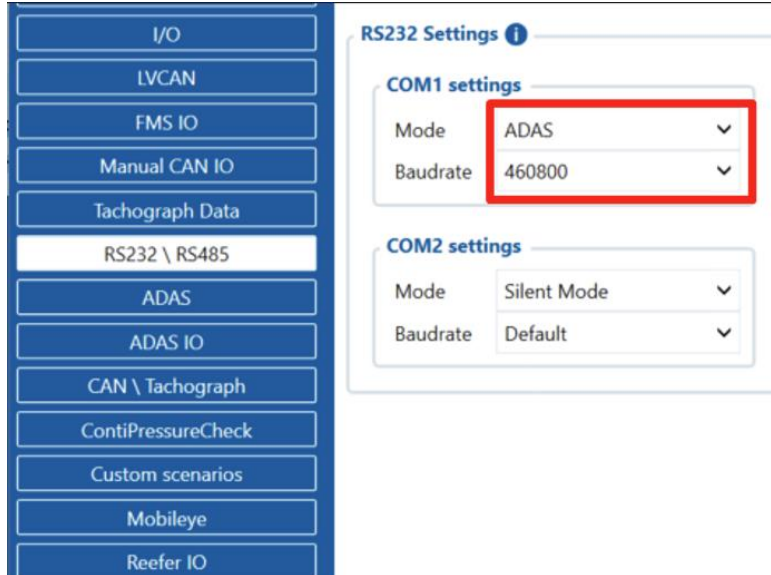 I/O
LVCAN
FMS IO
Manual CAN IO
Tachograph Data
RS232 \ RS485
ADAS
ADAS IO
CAN \ Tachograph
ContiPressureCheck
Custom scenarios
Mobileye
Reefer IO
RS232 Settings i
COM1 settings
Mode ADAS
Baudrate 460800
COM2 settings
Mode Silent Mode
Baudrate Default